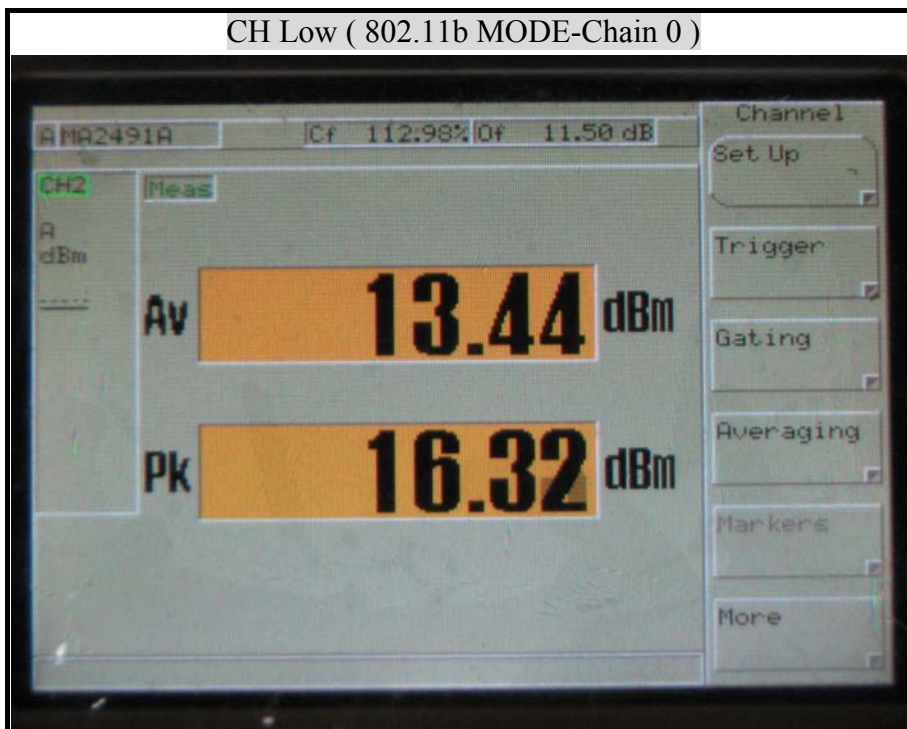 CH Low ( 802.11b MODE-Chain 0 )
A MA2491A Cf 112.98% Of 11.50 dB
Channel
Set Up
CH2
Meas
A
dBm
Trigger
Av 13.44 dBm
Gating
Pk 16.32 dBm
Averaging
Markers
More